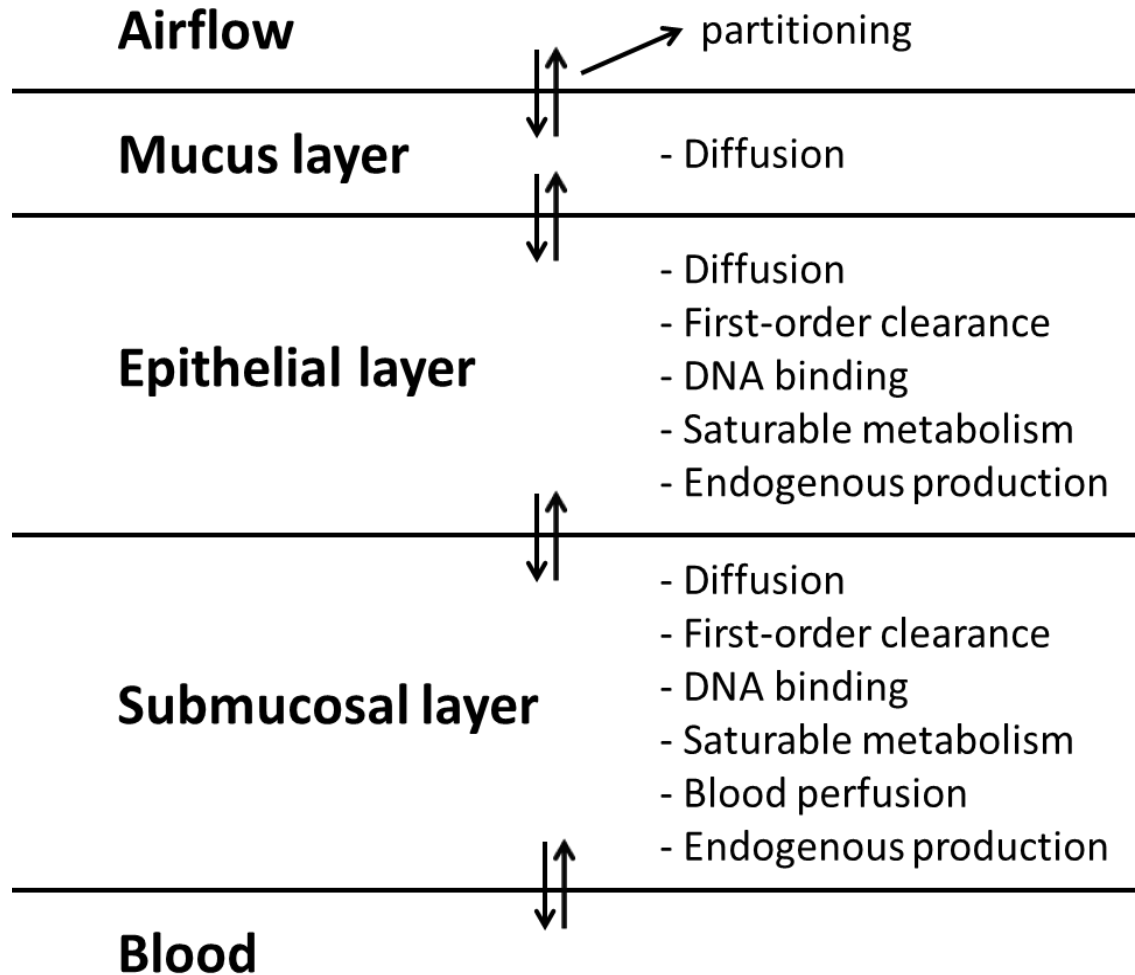 Airflow
partitioning
Mucus layer
- Diffusion
Epithelial layer
- Diffusion
- First-order clearance
- DNA binding
- Saturable metabolism
- Endogenous production
Submucosal layer
- Diffusion
- First-order clearance
- DNA binding
- Saturable metabolism
- Blood perfusion
- Endogenous production
Blood